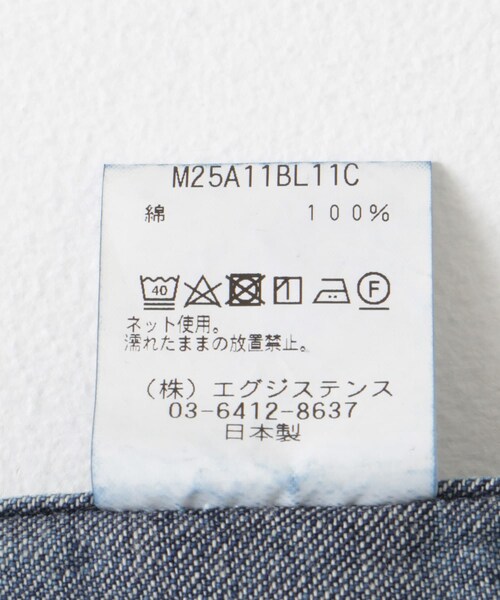 M25A11BL11C
綿 100%
40 F
ネット使用。
濡れたままの放置禁止。
(株)エグジステンス
03-6412-8637
日本製